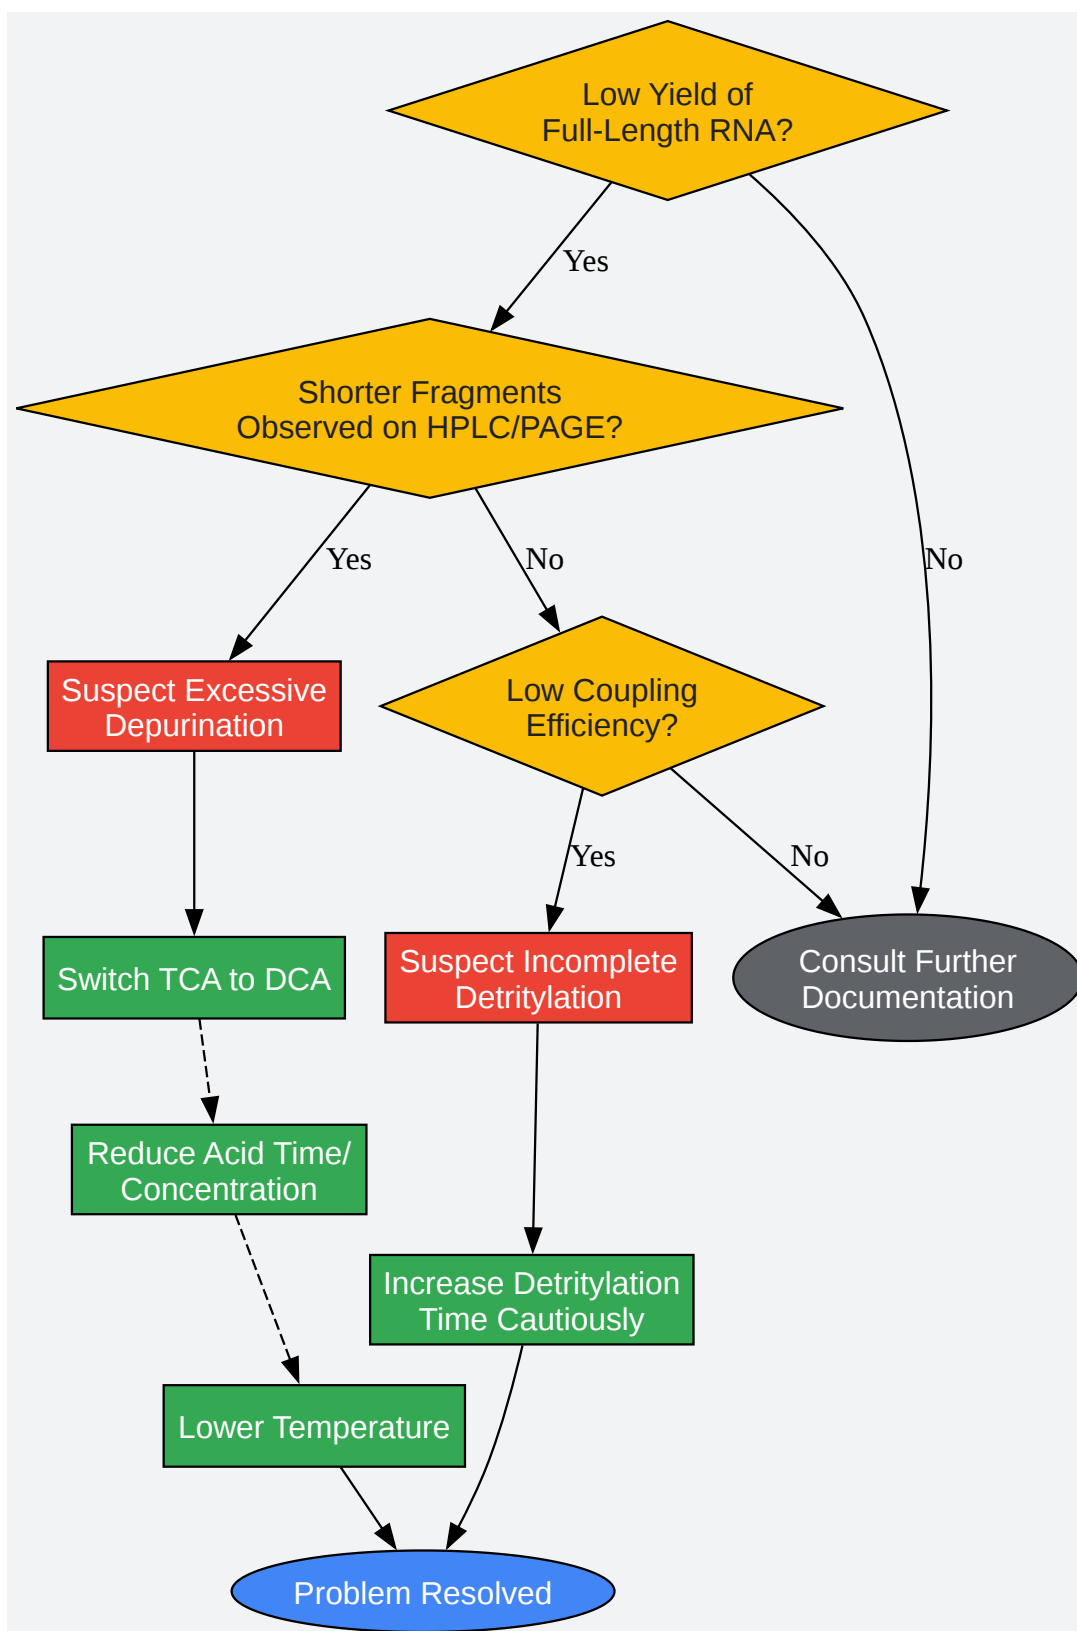 Low Yield of
Full-Length RNA?
Yes
Shorter Fragments
Observed on HPLC/PAGE?
Yes
No
No
Suspect Excessive
Depurination
Low Coupling
Efficiency?
Yes
No
Switch TCA to DCA
Suspect Incomplete
Detritylation
Consult Further
Documentation
Reduce Acid Time/
Concentration
Increase Detritylation
Time Cautiously
Lower Temperature
Problem Resolved